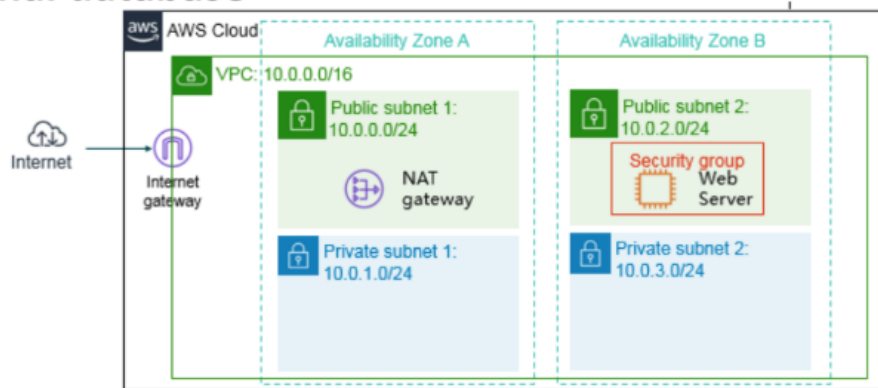 aws
AWS Cloud
Availability Zone A
Availability Zone B
VPC: 10.0.0.0/16
Public subnet 1:
10.0.0.0/24
Public subnet 2:
10.0.2.0/24
Internet
Internet
gateway
NAT
gateway
Security group
Web
Server
Private subnet 1:
10.0.1.0/24
Private subnet 2:
10.0.3.0/24